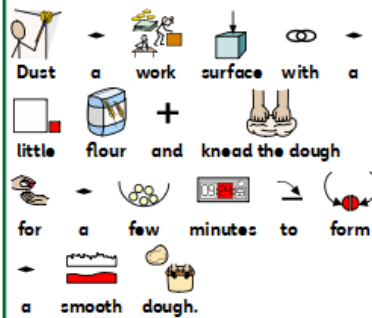 Dust a work surface with a
little flour and knead the dough
for a few minutes to form
a smooth dough.